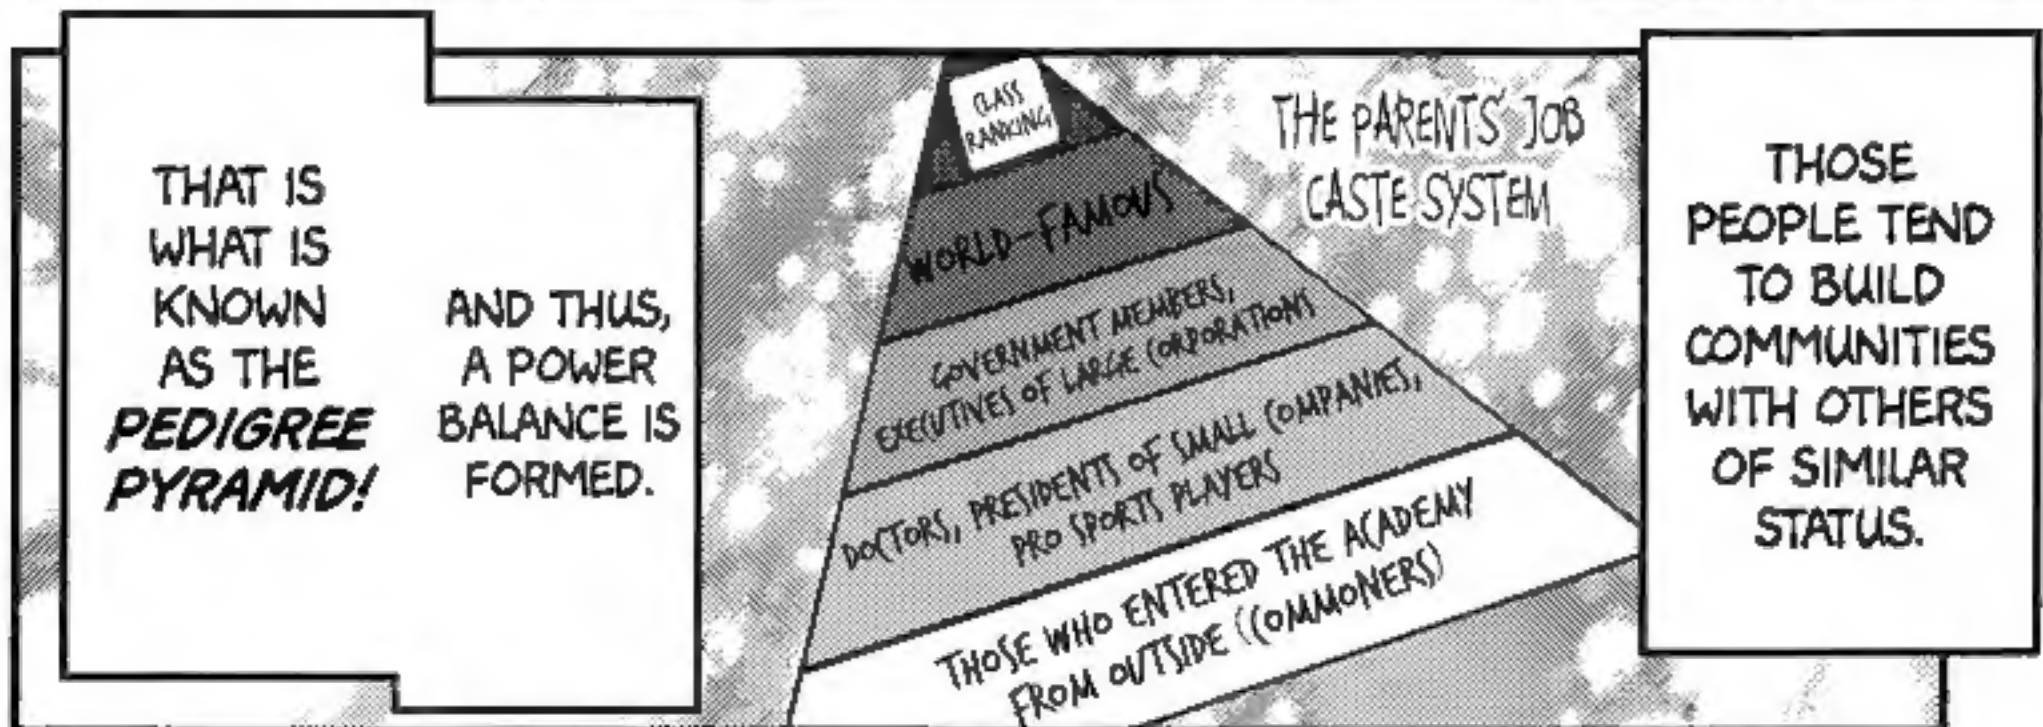 THOSE
PEOPLE TEND
TO BUILD
COMMUNITIES
WITH OTHERS
OF SIMILAR
STATUS.
THE PARENTS' JOB
CASTE SYSTEM
CLASS
RANKING
WORLD-FAMOUS
GOVERNMENT MEMBERS,
EXECUTIVES OF LARGE CORPORATIONS
DOCTORS, PRESIDENTS OF SMALL COMPANIES,
PRO SPORTS PLAYERS
THOSE WHO ENTERED THE ACADEMY
FROM OUTSIDE (COMMONERS)
AND THUS,
A POWER
BALANCE IS
FORMED.
THAT IS
WHAT IS
KNOWN
AS THE
PEDIGREE
PYRAMID!